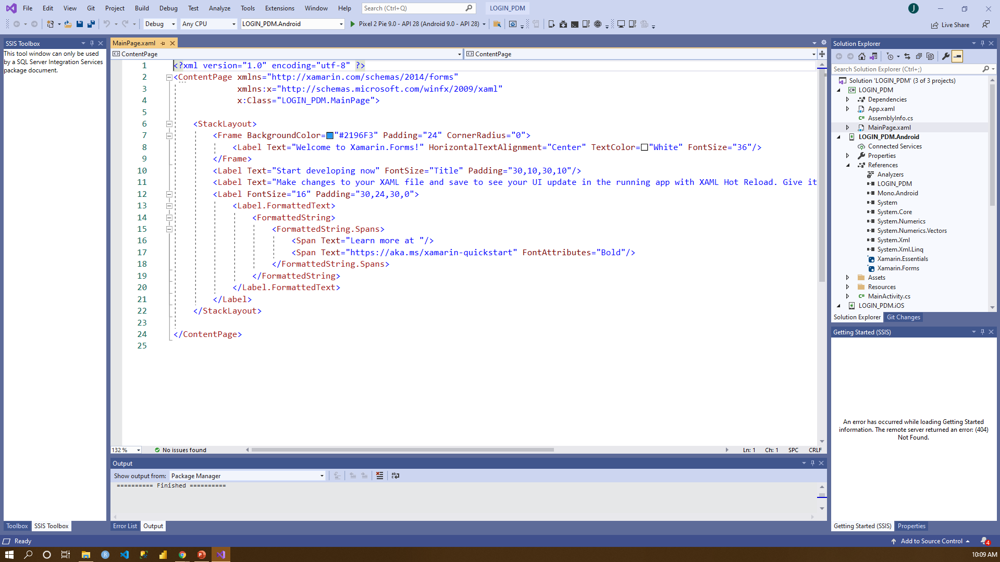 File Edit View Git Project Build Debug Test Analyze Tools Extensions Window Help Search (Ctrl+Q) LOGIN_PDM J
Debug Any CPU LOGIN_PDM.Android Pixel 2 Pie 9.0 - API 28 (Android 9.0 - API 28) Live Share
SSIS Toolbox
This tool window can only be used
by a SQL Server Integration Services
package document.
Toolbox SSIS Toolbox
MainPage.xaml
ContentPage ContentPage
1 <?xml version="1.0" encoding="utf-8" ?>
2 <ContentPage xmlns="http://xamarin.com/schemas/2014/forms"
3 xmlns:x="http://schemas.microsoft.com/winfx/2009/xaml"
4 x:Class="LOGIN_PDM.MainPage">
5
6 <StackLayout>
7 <Frame BackgroundColor="#2196F3" Padding="24" CornerRadius="0">
8 <Label Text="Welcome to Xamarin.Forms!" HorizontalTextAlignment="Center" TextColor="White" FontSize="36"/>
9 </Frame>
10 <Label Text="Start developing now" FontSize="Title" Padding="30,10,30,10"/>
11 <Label Text="Make changes to your XAML file and save to see your UI update in the running app with XAML Hot Reload. Give it
12 <Label FontSize="16" Padding="30,24,30,0">
13 <Label.FormattedText>
14 <FormattedString>
15 <FormattedString.Spans>
16 <Span Text="Learn more at "/>
17 <Span Text="https://aka.ms/xamarin-quickstart" FontAttributes="Bold"/>
18 </FormattedString.Spans>
19 </FormattedString>
20 </Label.FormattedText>
21 </Label>
22 </StackLayout>
23
24 </ContentPage>
25
132 % No issues found Ln: 1 Ch: 1 SPC CRLF
Output
Show output from: Package Manager
========== Finished ==========
Error List Output
Solution Explorer
Search Solution Explorer (Ctrl+;)
Solution 'LOGIN_PDM' (3 of 3 projects)
C# LOGIN_PDM
Dependencies
App.xaml
C# AssemblyInfo.cs
MainPage.xaml
LOGIN_PDM.Android
Connected Services
Properties
References
Analyzers
LOGIN_PDM
Mono.Android
System
System.Core
System.Numerics
System.Numerics.Vectors
System.Xml
System.Xml.Linq
Xamarin.Essentials
Xamarin.Forms
Assets
Resources
C# MainActivity.cs
LOGIN_PDM.iOS
Solution Explorer Git Changes
Getting Started (SSIS)
An error has occurred while loading Getting Started
information. The remote server returned an error: (404)
Not Found.
Getting Started (SSIS) Properties
Ready Add to Source Control 4
10:09 AM